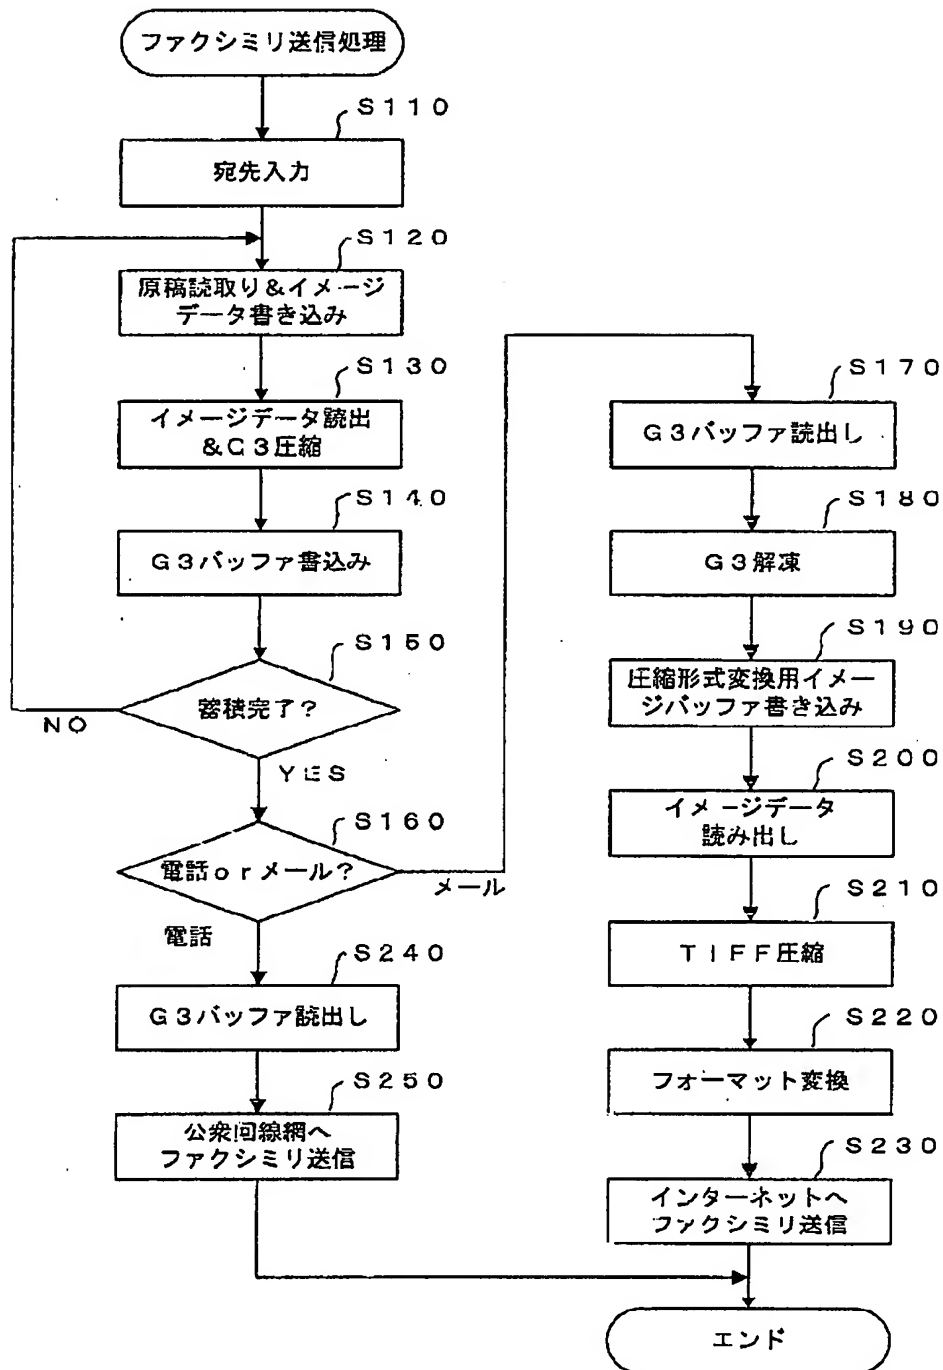 ファクシミリ送信処理
S110
宛先入力
S120
原稿読取り&イメージ
データ書き込み
S130
イメージデータ読出
&G3圧縮
S140
G3バッファ書込み
S150
蓄積完了?
NO
YES
S160
電話orメール?
メール
電話
S240
G3バッファ読出し
S250
公衆回線網へ
ファクシミリ送信
S170
G3バッファ読出し
S180
G3解凍
S190
圧縮形式変換用イメー
ジバッファ書き込み
S200
イメージデータ
読み出し
S210
TIFF圧縮
S220
フォーマット変換
S230
インターネットへ
ファクシミリ送信
エンド